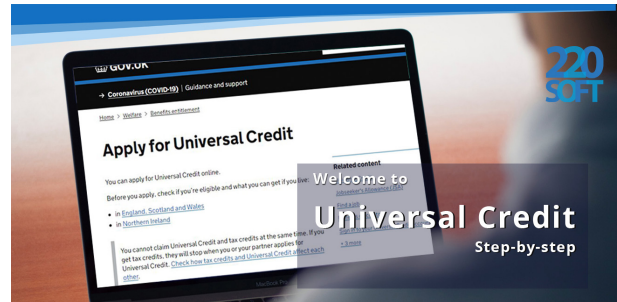 GOV.UK
→ Coronavirus (COVID-19) | Guidance and support
Home > Welfare > Benefits entitlement
Apply for Universal Credit
You can apply for Universal Credit online.
Before you apply, check if you're eligible and what you can get if you live:
• in England, Scotland and Wales
• in Northern Ireland
You cannot claim Universal Credit and tax credits at the same time. If you
get tax credits, they will stop when you or your partner applies for
Universal Credit. Check how tax credits and Universal Credit affect each
other.
Related content
Jobseeker's Allowance (JSA)
Find a job
+ 3 more
MacBook
220
SOFT
Welcome to
Universal Credit
Step-by-step